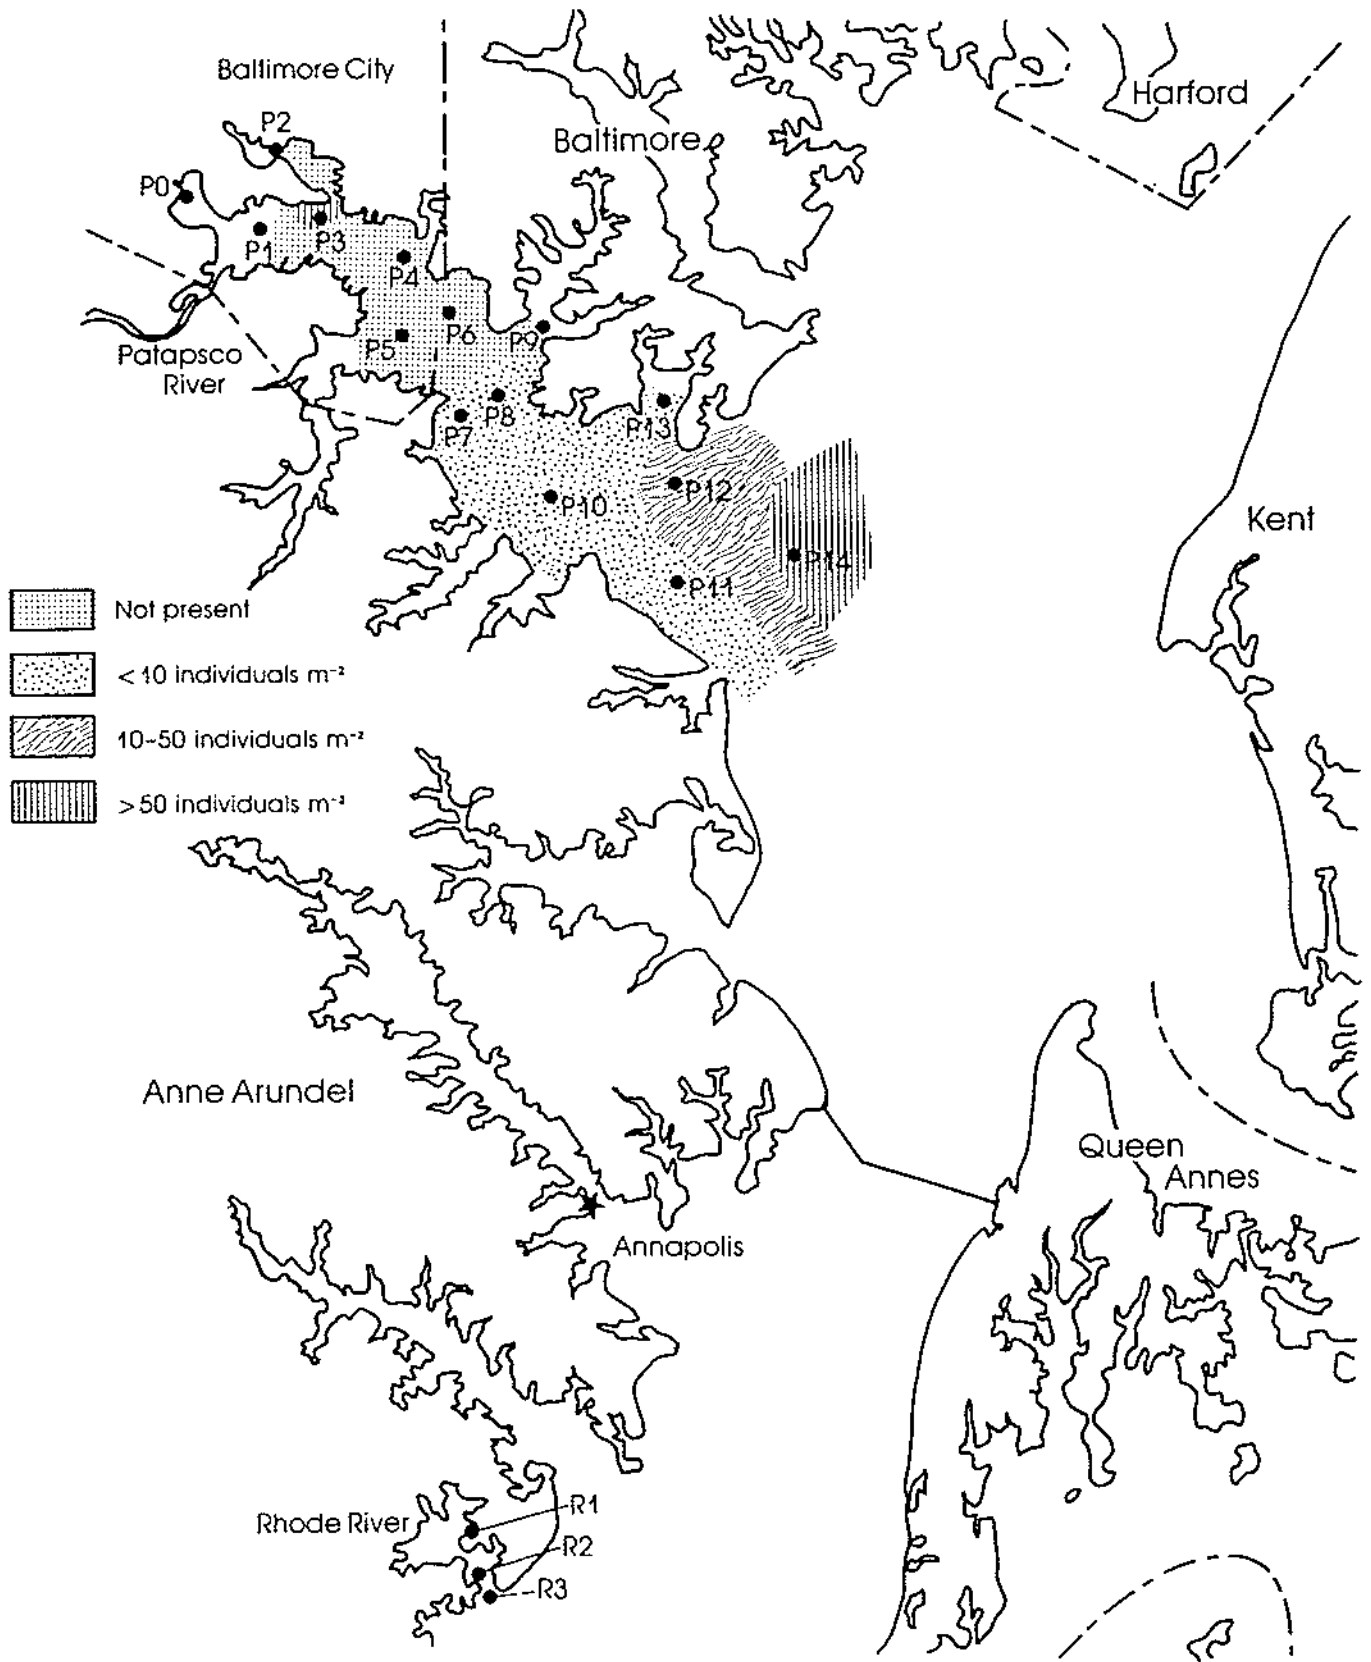 Baltimore City
Harford
P2
Baltimore
P0
P1
P3
P4
P6
P5
P9
Patapsco
River
P8
P7
P13
P12
P10
Kent
P14
P11
Not present
<10 individuals m⁻²
10-50 individuals m⁻²
>50 individuals m⁻²
Anne Arundel
Queen
Annes
Annapolis
R1
Rhode River
R2
R3